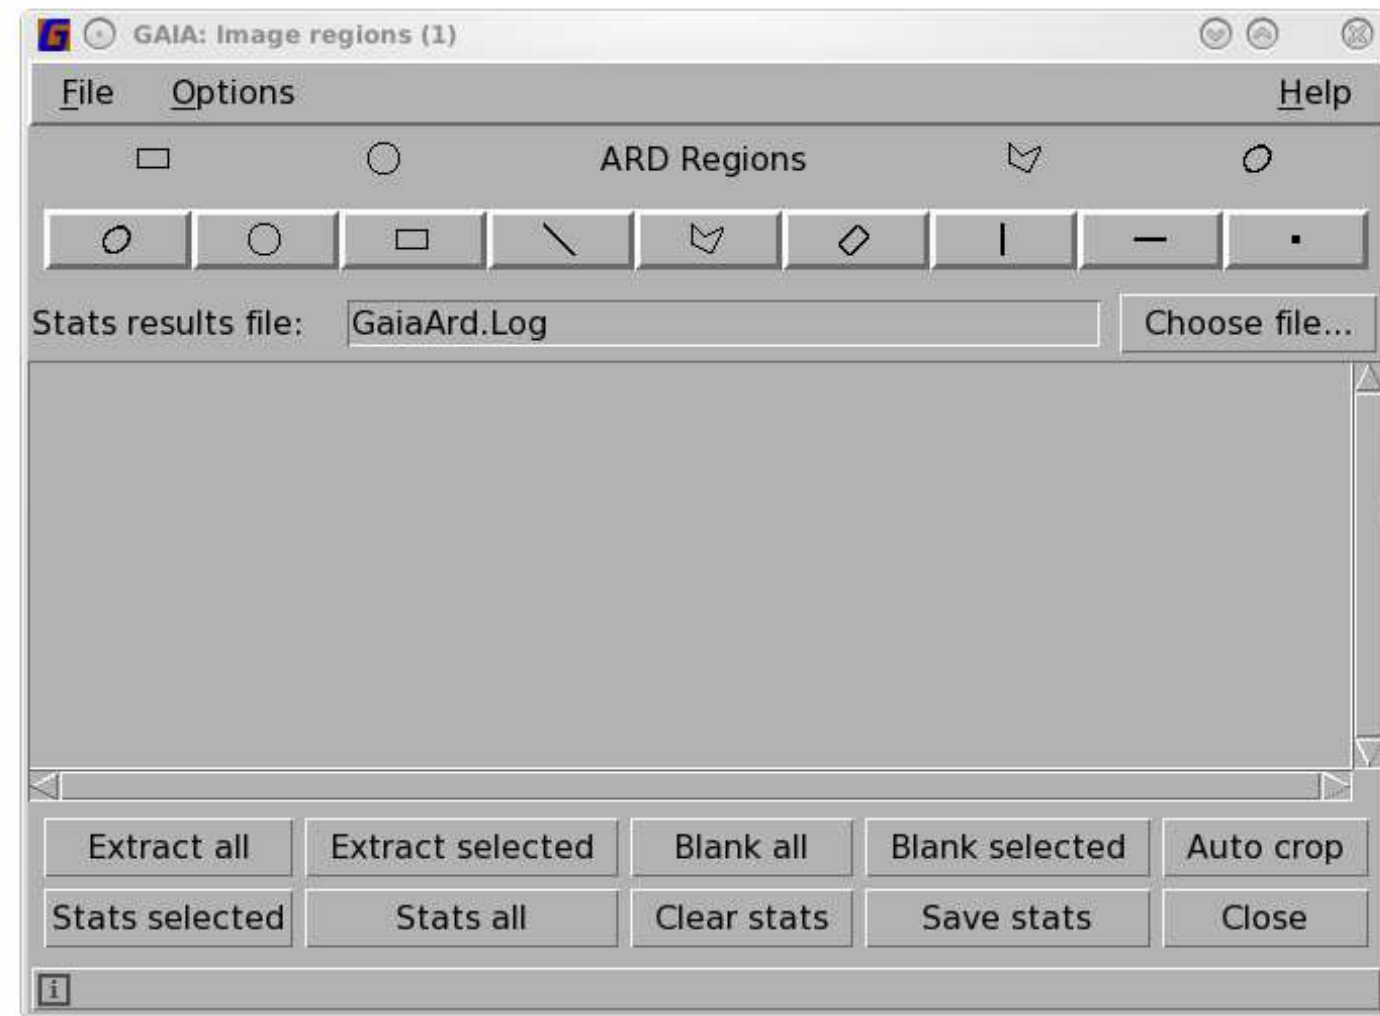 GAIA: Image regions (1)
File Options Help
ARD Regions
Stats results file: GaiaArd.Log Choose file...
Extract all Extract selected Blank all Blank selected Auto crop
Stats selected Stats all Clear stats Save stats Close